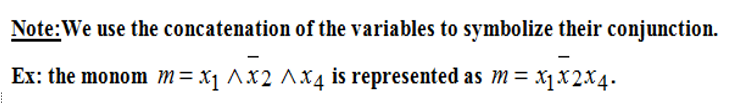 Note:We use the concatenation of the variables to symbolize their conjunction.
Ex: the monom m = x₁ ∧ x̄2 ∧ x₄ is represented as m = x₁x̄2x₄.